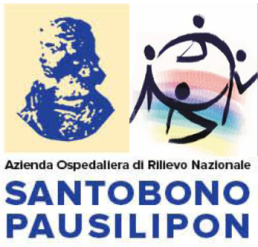 Azienda Ospedaliera di Rilievo Nazionale
SANTOBONO
PAUSILIPON